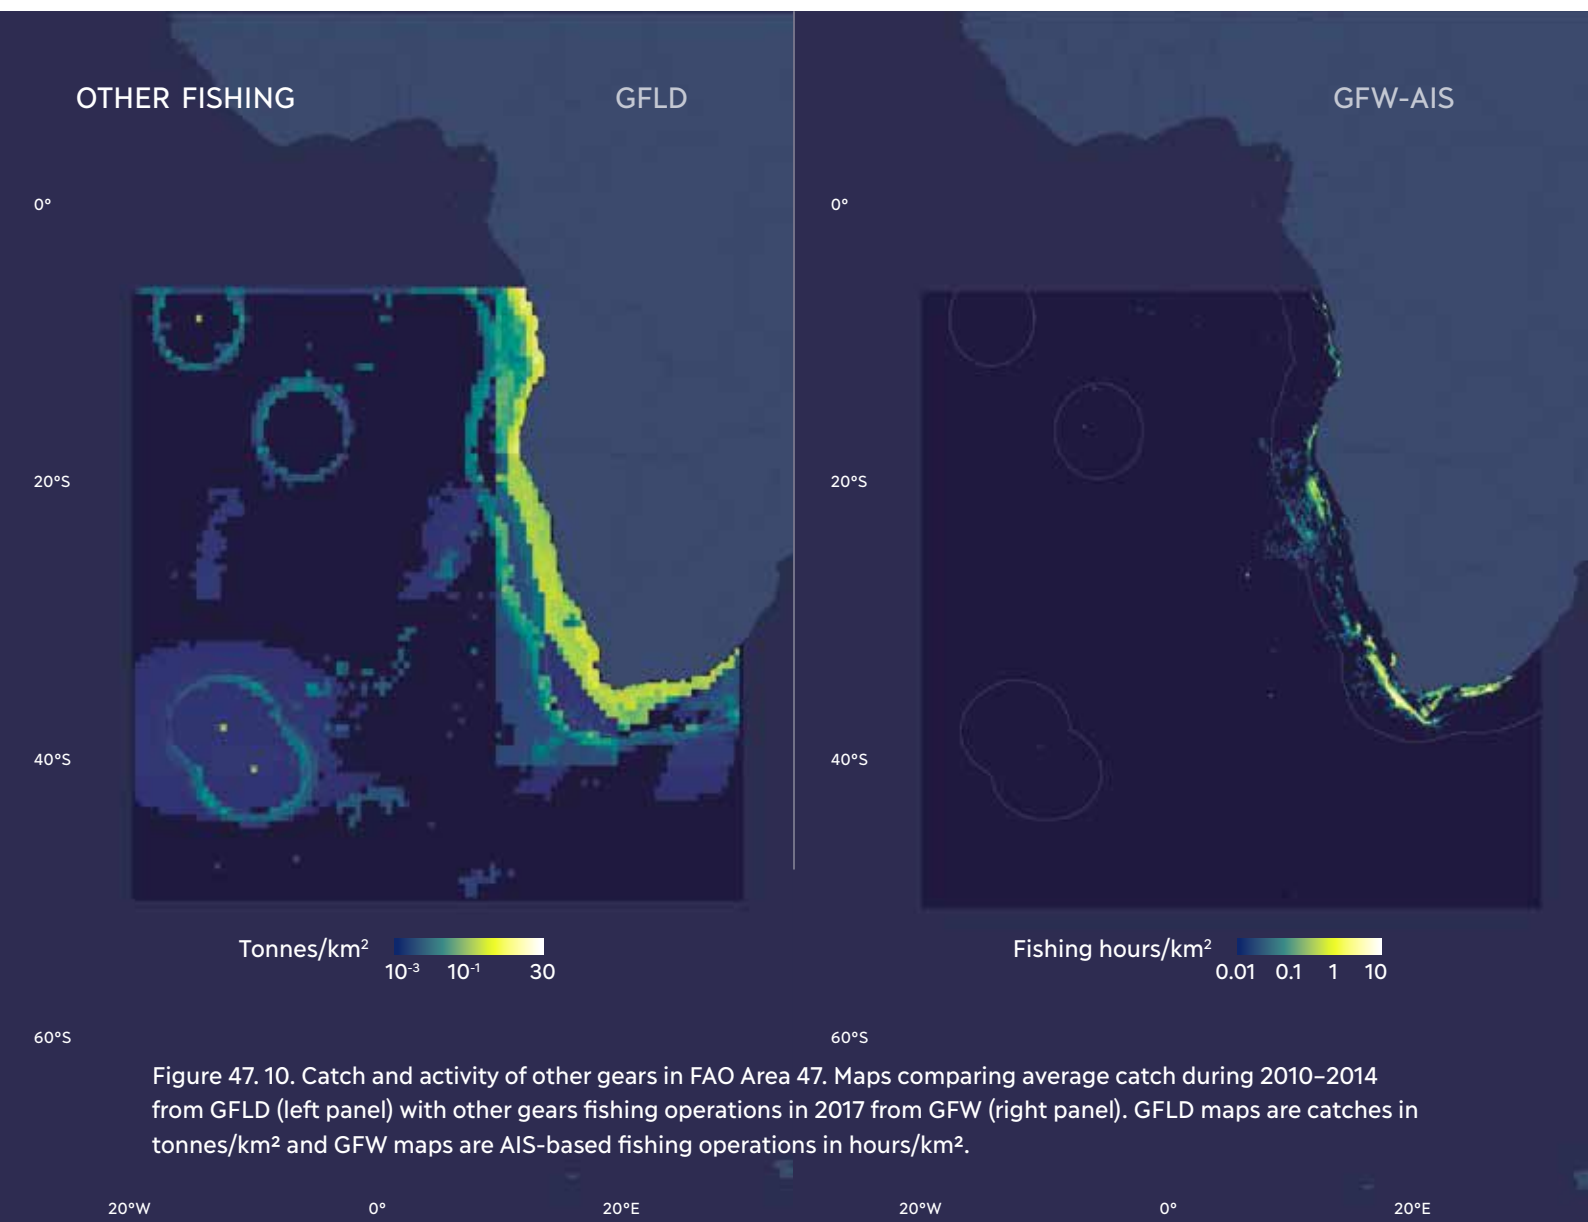 OTHER FISHING
GFLD
GFW-AIS
0°
0°
20°S
20°S
40°S
40°S
Tonnes/km²
10⁻³ 10⁻¹ 30
Fishing hours/km²
0.01 0.1 1 10
60°S
60°S
Figure 47. 10. Catch and activity of other gears in FAO Area 47. Maps comparing average catch during 2010–2014
from GFLD (left panel) with other gears fishing operations in 2017 from GFW (right panel). GFLD maps are catches in
tonnes/km² and GFW maps are AIS-based fishing operations in hours/km².
20°W 0° 20°E
20°W 0° 20°E